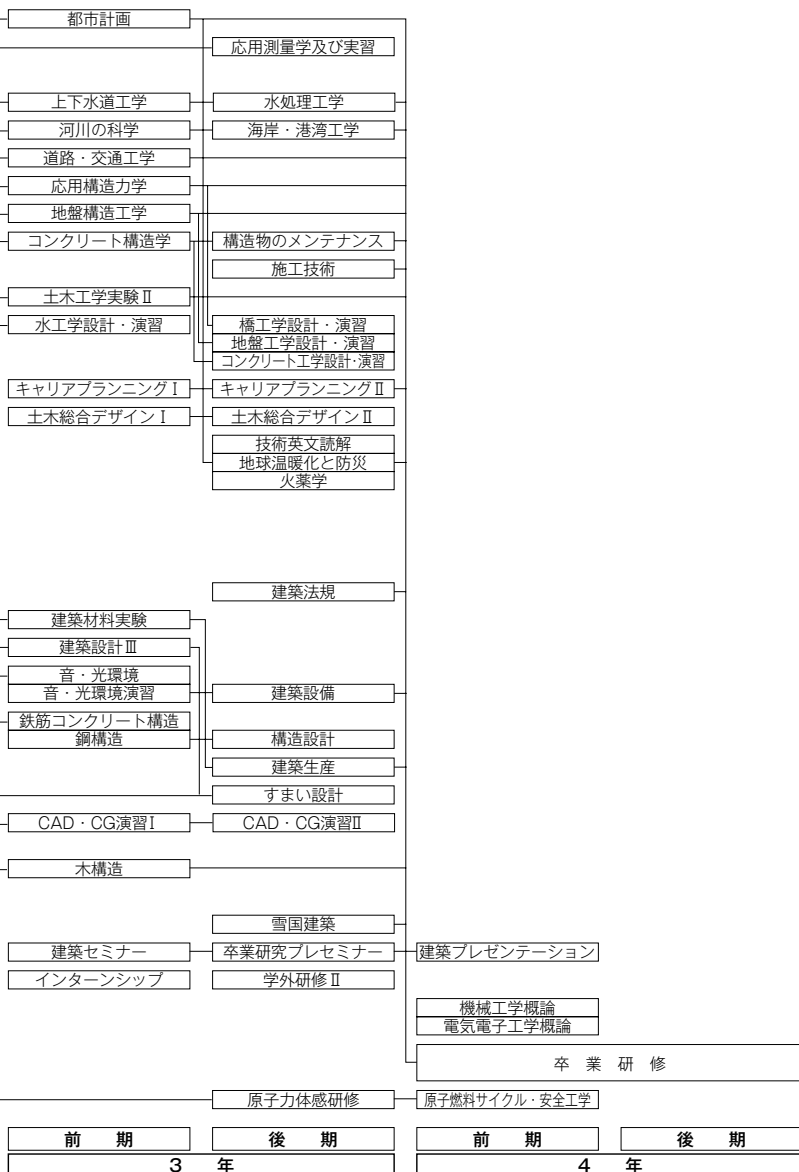 都市計画
応用測量学及び実習
上下水道工学 水処理工学
河川の科学 海岸・港湾工学
道路・交通工学
応用構造力学
地盤構造工学
コンクリート構造学 構造物のメンテナンス
施工技術
土木工学実験Ⅱ
水工学設計・演習 橋工学設計・演習
地盤工学設計・演習
コンクリート工学設計・演習
キャリアプランニングⅠ キャリアプランニングⅡ
土木総合デザインⅠ 土木総合デザインⅡ
技術英文読解
地球温暖化と防災
火薬学
建築法規
建築材料実験
建築設計Ⅲ
音・光環境
音・光環境演習 建築設備
鉄筋コンクリート構造
鋼構造 構造設計
建築生産
すまい設計
CAD・CG演習Ⅰ CAD・CG演習Ⅱ
木構造
雪国建築
建築セミナー 卒業研究プレセミナー 建築プレゼンテーション
インターンシップ 学外研修Ⅱ
機械工学概論
電気電子工学概論
卒 業 研 修
原子力体感研修 原子燃料サイクル・安全工学
前 期 後 期 前 期 後 期
3 年 4 年